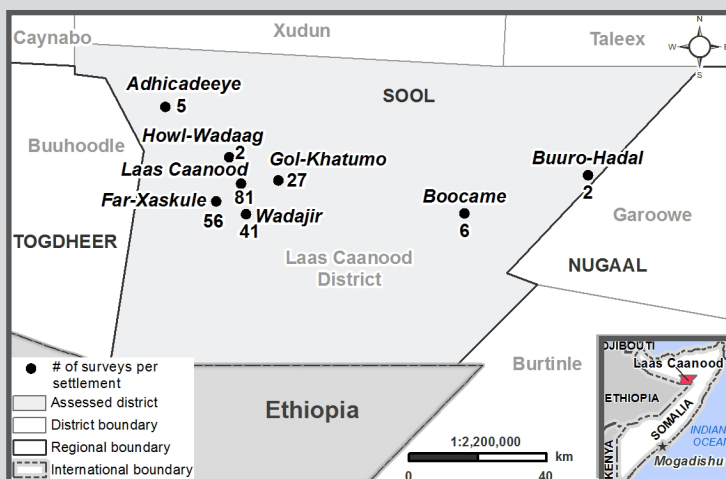 Caynabo
Xudun
Taleex
N
W
S
Adhicadeeye
5
SOOL
Howl-Wadaag
2
Buuhoodle
Laas Caanood
81
Gol-Khatumo
27
Buuro-Hadal
2
Far-Xaskule
56
Wadajir
41
Boocame
6
Garoowe
TOGDHEER
Laas Caanood
District
NUGAAL
Burtinle
Ethiopia
# of surveys per
settlement
Assessed district
District boundary
Regional boundary
International boundary
1:2,200,000
km
0
40
DJIBOUTI
Laas Caanood
ETHIOPIA
SOMALIA
INDIAN
OCEAN
KENYA
Mogadishu